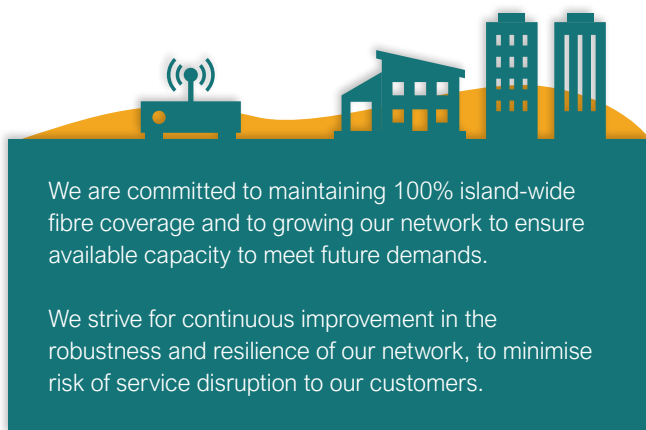 We are committed to maintaining 100% island-wide
fibre coverage and to growing our network to ensure
available capacity to meet future demands.
We strive for continuous improvement in the
robustness and resilience of our network, to minimise
risk of service disruption to our customers.